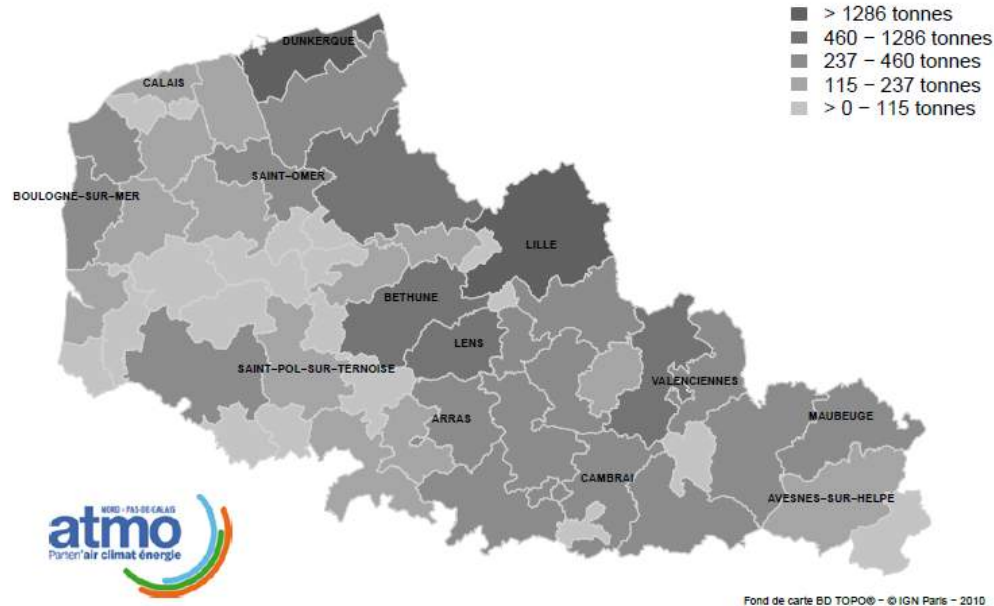 > 1286 tonnes
460 – 1286 tonnes
237 – 460 tonnes
115 – 237 tonnes
> 0 – 115 tonnes
DUNKERQUE
CALAIS
SAINT–OMER
BOULOGNE–SUR–MER
LILLE
BETHUNE
LENS
SAINT–POL–SUR–TERNOISE
VALENCIENNES
ARRAS
MAUBEUGE
CAMBRAI
AVESNES–SUR–HELPE
NORD - PAS-DE-CALAIS
atmo
Parten'air climat énergie
Fond de carte BD TOPO® – © IGN Paris – 2010